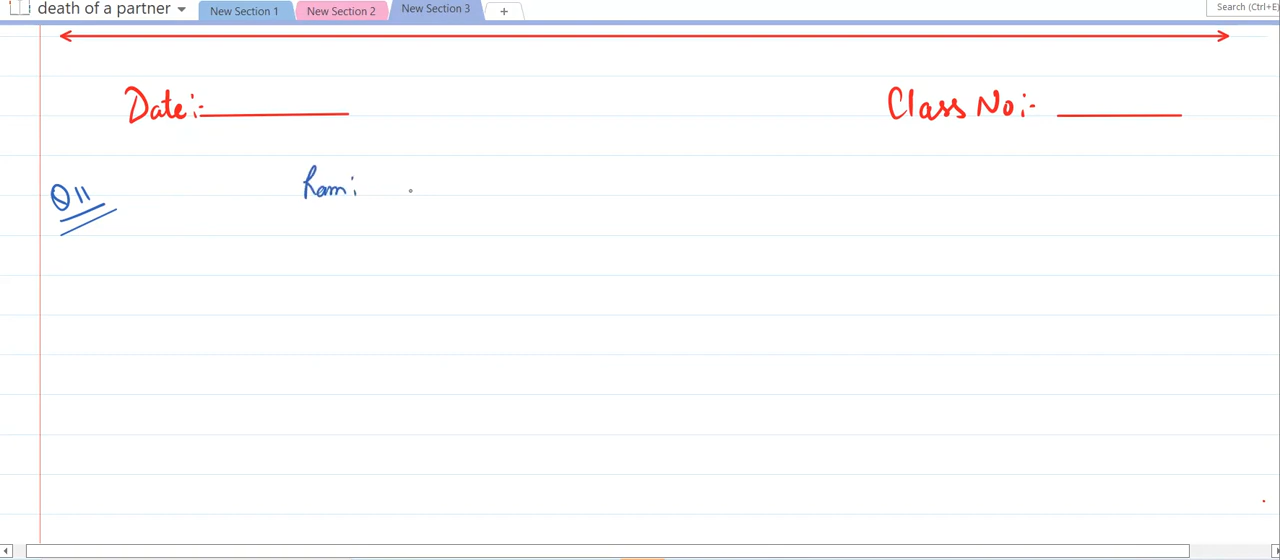 death of a partner New Section 1 New Section 2 New Section 3 + Search (Ctrl+E)
Date:- Class No:-
Q11 Ram: